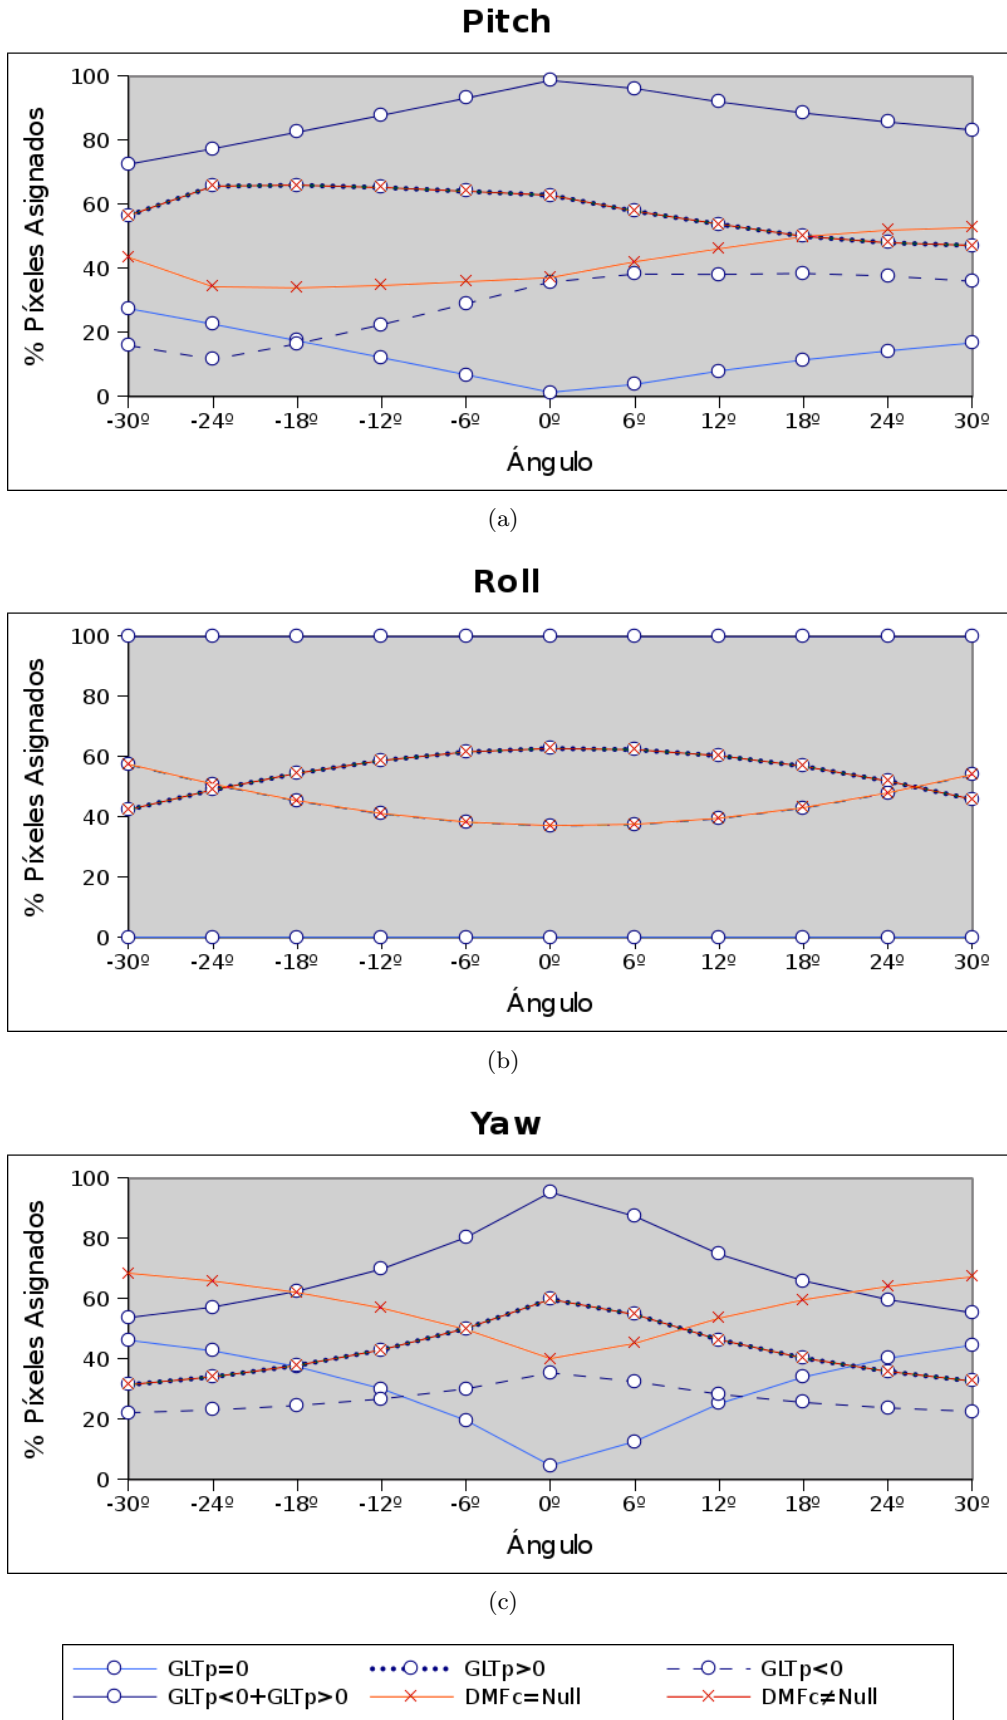 Pitch
% Píxeles Asignados
100
80
60
40
20
0
-30º -24º -18º -12º -6º 0º 6º 12º 18º 24º 30º
Ángulo
(a)
Roll
% Píxeles Asignados
100
80
60
40
20
0
-30º -24º -18º -12º -6º 0º 6º 12º 18º 24º 30º
Ángulo
(b)
Yaw
% Píxeles Asignados
100
80
60
40
20
0
-30º -24º -18º -12º -6º 0º 6º 12º 18º 24º 30º
Ángulo
(c)
GLTp=0 GLTp>0 GLTp<0
GLTp<0+GLTp>0 DMFc=Null DMFc≠Null